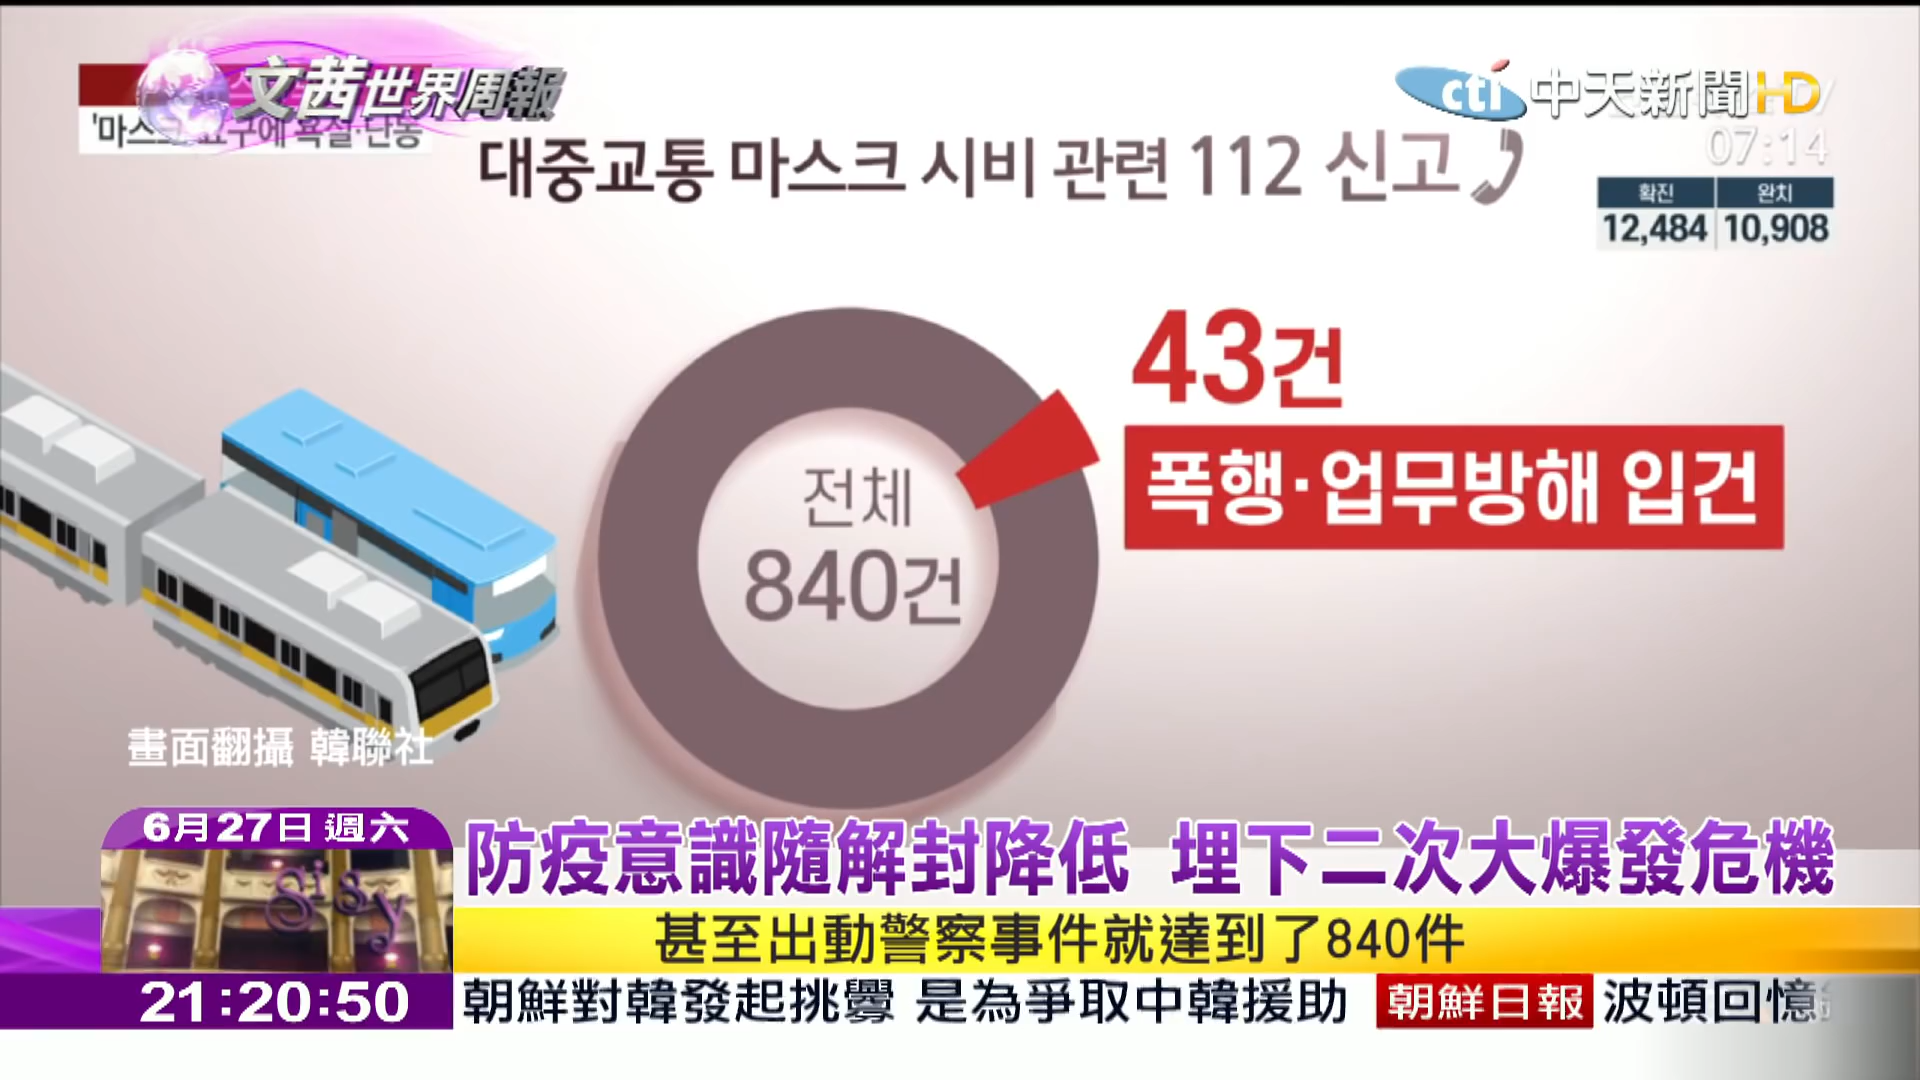 文茜世界周報
cti 中天新聞HD
07:14
대중교통 마스크 시비 관련 112 신고
확진 완치
12,484 10,908
43건
폭행·업무방해 입건
전체
840건
畫面翻攝 韓聯社
6月27日 週六
防疫意識隨解封降低 埋下二次大爆發危機
Sisy
甚至出動警察事件就達到了840件
21:20:50
朝鮮對韓發起挑釁 是為爭取中韓援助 朝鮮日報 波頓回憶